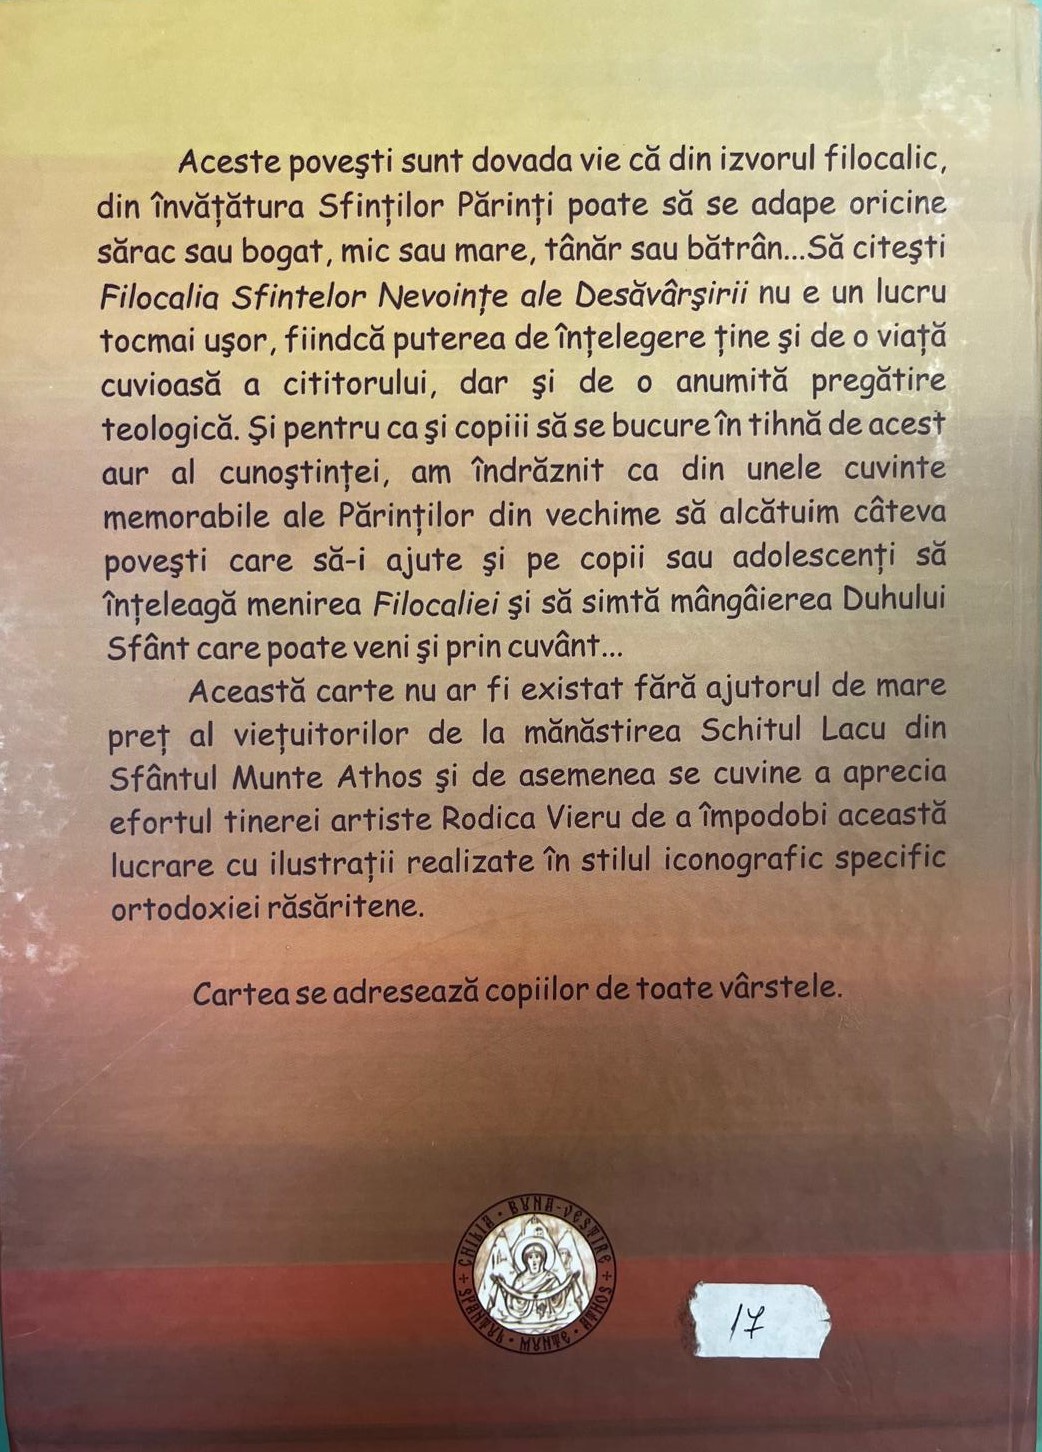 Aceste povești sunt dovada vie că din izvorul filocalic,
din învățătura Sfinților Părinți poate să se adape oricine
sărac sau bogat, mic sau mare, tânăr sau bătrân...Să citești
Filocalia Sfintelor Nevoințe ale Desăvârșirii nu e un lucru
tocmai ușor, fiindcă puterea de înțelegere ține și de o viață
cuvioasă a cititorului, dar și de o anumită pregătire
teologică. Și pentru ca și copiii să se bucure în tihnă de acest
aur al cunoștinței, am îndrăznit ca din unele cuvinte
memorabile ale Părinților din vechime să alcătuim câteva
povești care să-i ajute și pe copii sau adolescenți să
înțeleagă menirea Filocaliei și să simtă mângâierea Duhului
Sfânt care poate veni și prin cuvânt...
Această carte nu ar fi existat fără ajutorul de mare
preț al viețuitorilor de la mănăstirea Schitul Lacu din
Sfântul Munte Athos și de asemenea se cuvine a aprecia
efortul tinerei artiste Rodica Vieru de a împodobi această
lucrare cu ilustrații realizate în stilul iconografic specific
ortodoxiei răsăritene.
Cartea se adresează copiilor de toate vârstele.
CHILIA · BUNA-VESTIRE
SFÂNTUL · MUNTE · ATHOS
17